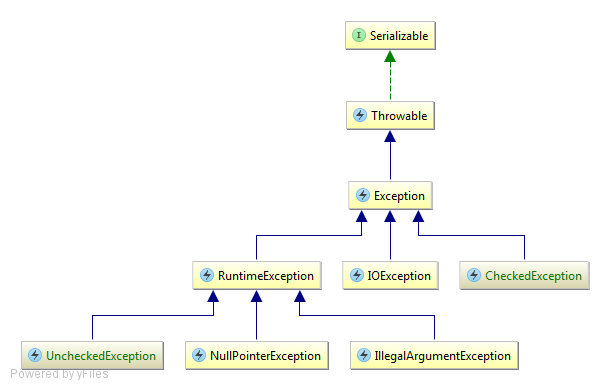 I Serializable
Throwable
Exception
RuntimeException
IOException
CheckedException
UncheckedException
NullPointerException
IllegalArgumentException
Powered by yFiles